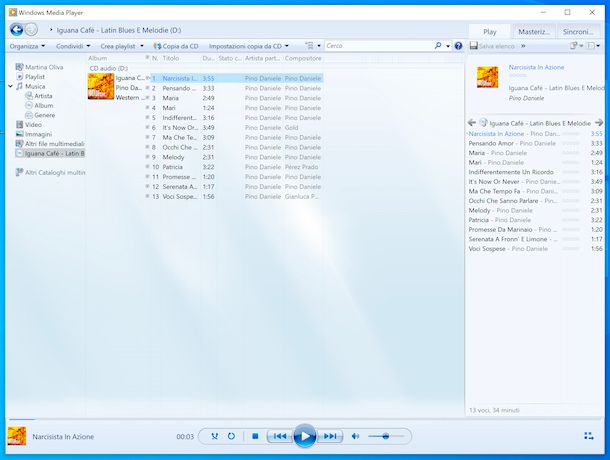 Windows Media Player
Iguana Café - Latin Blues E Melodie (D:)
Play Masteriz... Sincroni...
Organizza Condividi Crea playlist Copia da CD Impostazioni copia da CD Cerca
Salva elenco »
Martina Oliva
Playlist
Musica
Artista
Album
Genere
Video
Immagini
Altri file multimediali
Iguana Café - Latin B
Altri Cataloghi multin
Album N. Titolo Du... Stato c... Artista part... Compositore
CD audio (D:)
Iguana C...
Pino Da...
Western ...
1 Narcisista I... 3:55 Pino Daniele Pino Daniele
2 Pensando ... 3:33 Pino Daniele Pino Daniele
3 Maria 2:49 Pino Daniele Pino Daniele
4 Mari 1:24 Pino Daniele Pino Daniele
5 Indifferent... 3:16 Pino Daniele Pino Daniele
6 It's Now Or... 3:49 Pino Daniele Gold
7 Ma Che Te... 3:09 Pino Daniele Pino Daniele
8 Occhi Che ... 2:31 Pino Daniele Pino Daniele
9 Melody 2:31 Pino Daniele Pino Daniele
10 Patricia 3:22 Pino Daniele Pérez Prado
11 Promesse ... 1:20 Pino Daniele Pino Daniele
12 Serenata A... 1:17 Pino Daniele Pino Daniele
13 Voci Sospe... 1:56 Pino Daniele Gianluca P...
Narcisista In Azione
Iguana Café - Latin Blues E Melod
Pino Daniele
Iguana Café - Latin Blues E Melodie
Narcisista In Azione - Pino Dan... 3:55
Pensando Amor - Pino Daniele 3:33
Maria - Pino Daniele 2:49
Mari - Pino Daniele 1:24
Indifferentemente Un Ricordo 3:16
It's Now Or Never - Pino Daniele 3:49
Ma Che Tempo Fa - Pino Daniele 3:09
Occhi Che Sanno Parlare - Pin... 2:31
Melody - Pino Daniele 2:31
Patricia - Pino Daniele 3:22
Promesse Da Marinaio - Pino ... 1:20
Serenata A Fronn' E Limone - ... 1:17
Voci Sospese - Pino Daniele 1:56
13 voci, 34 minuti
Narcisista In Azione 00:03